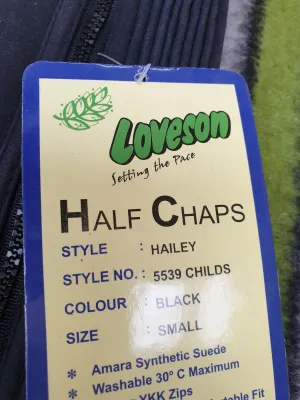 Loveson
Setting the Pace
HALF CHAPS
STYLE : HAILEY
STYLE NO. : 5539 CHILDS
COLOUR : BLACK
SIZE : SMALL
* Amara Synthetic Suede
* Washable 30° C Maximum
YKK Zips
Fit